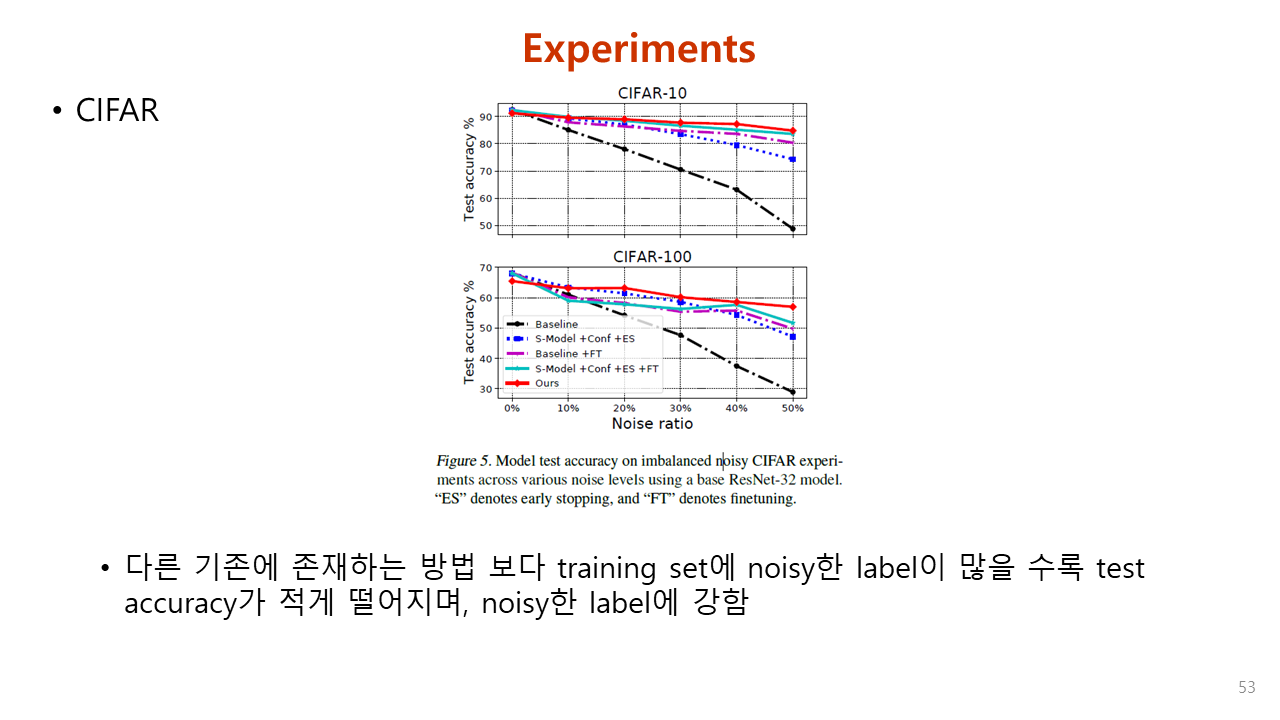 Experiments
• CIFAR
CIFAR-10
Test accuracy %
90
80
70
60
50
CIFAR-100
Test accuracy %
70
60
50
40
30
Baseline
S-Model +Conf +ES
Baseline +FT
S-Model +Conf +ES +FT
Ours
0% 10% 20% 30% 40% 50%
Noise ratio
Figure 5. Model test accuracy on imbalanced noisy CIFAR experi-
ments across various noise levels using a base ResNet-32 model.
“ES” denotes early stopping, and “FT” denotes finetuning.
• 다른 기존에 존재하는 방법 보다 training set에 noisy한 label이 많을 수록 test
accuracy가 적게 떨어지며, noisy한 label에 강함
53